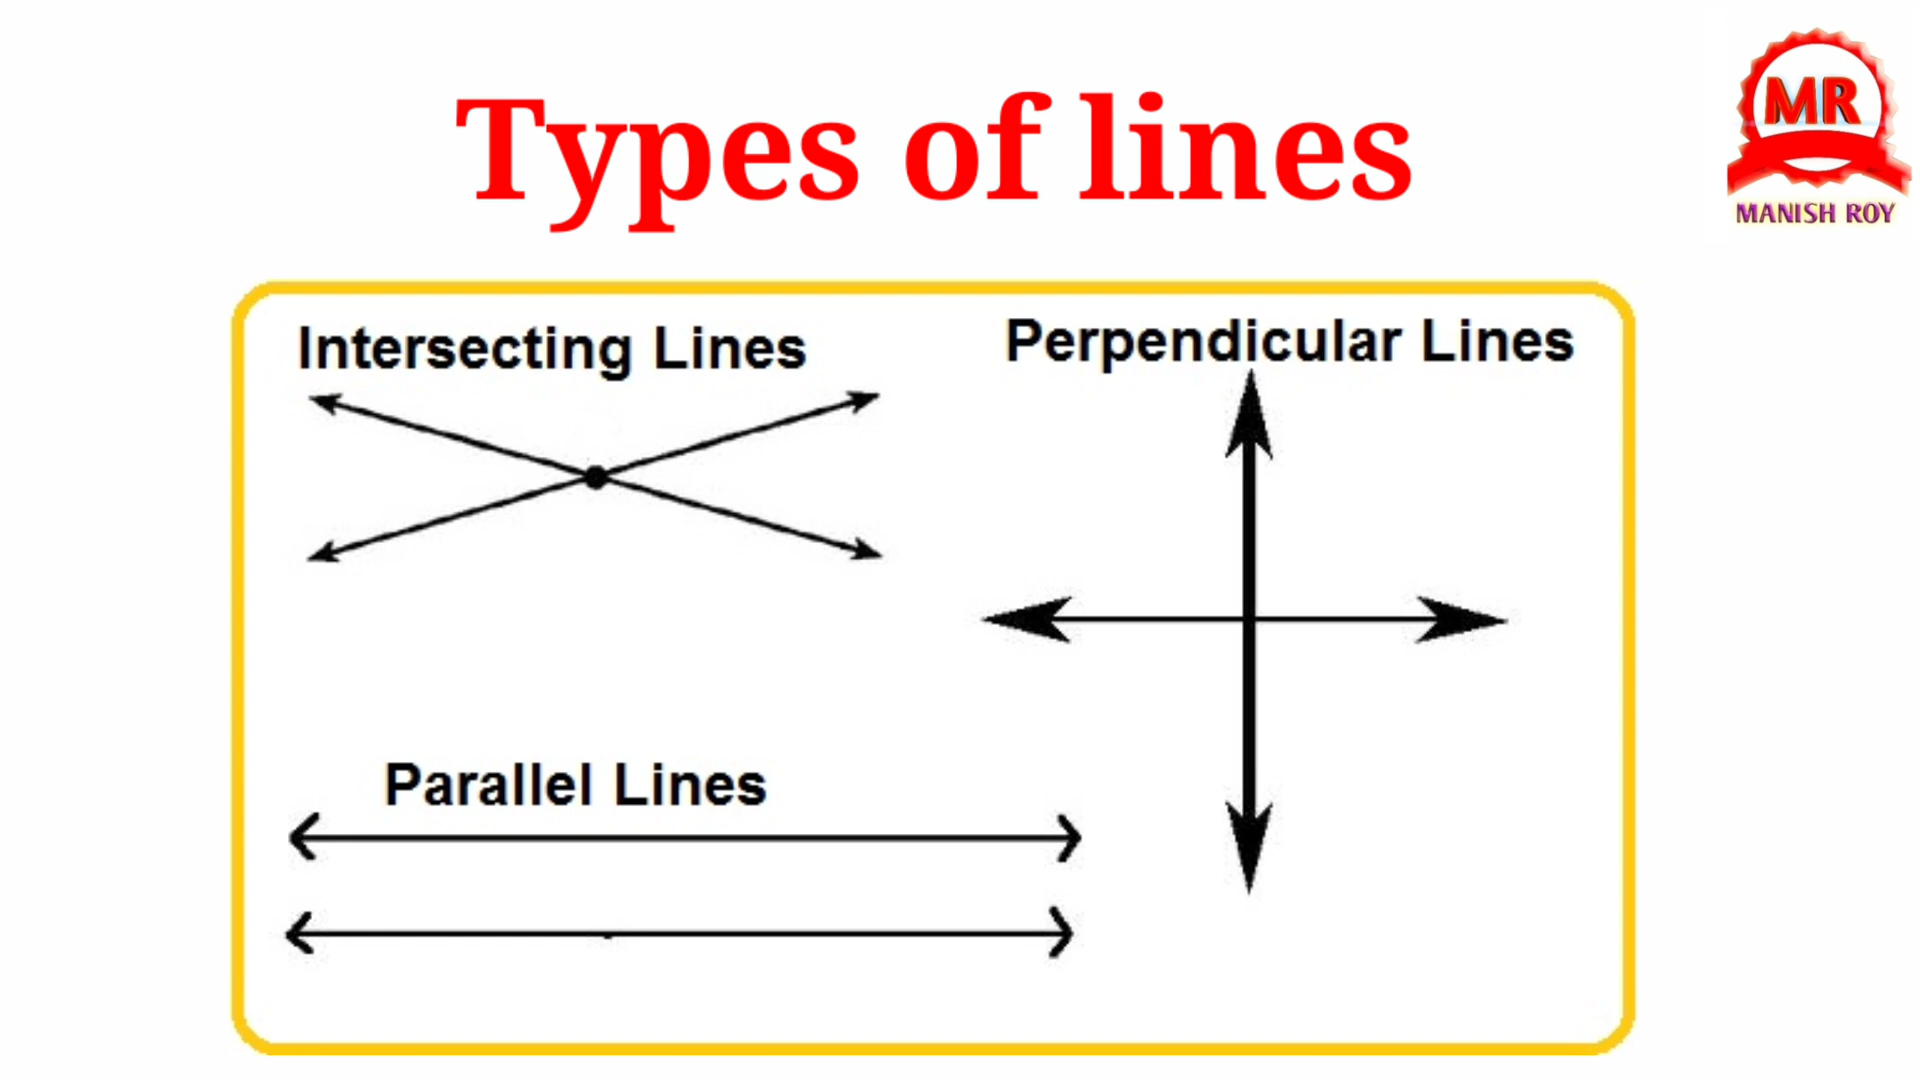 Types of lines
MR
MANISH ROY
Intersecting Lines
Perpendicular Lines
Parallel Lines